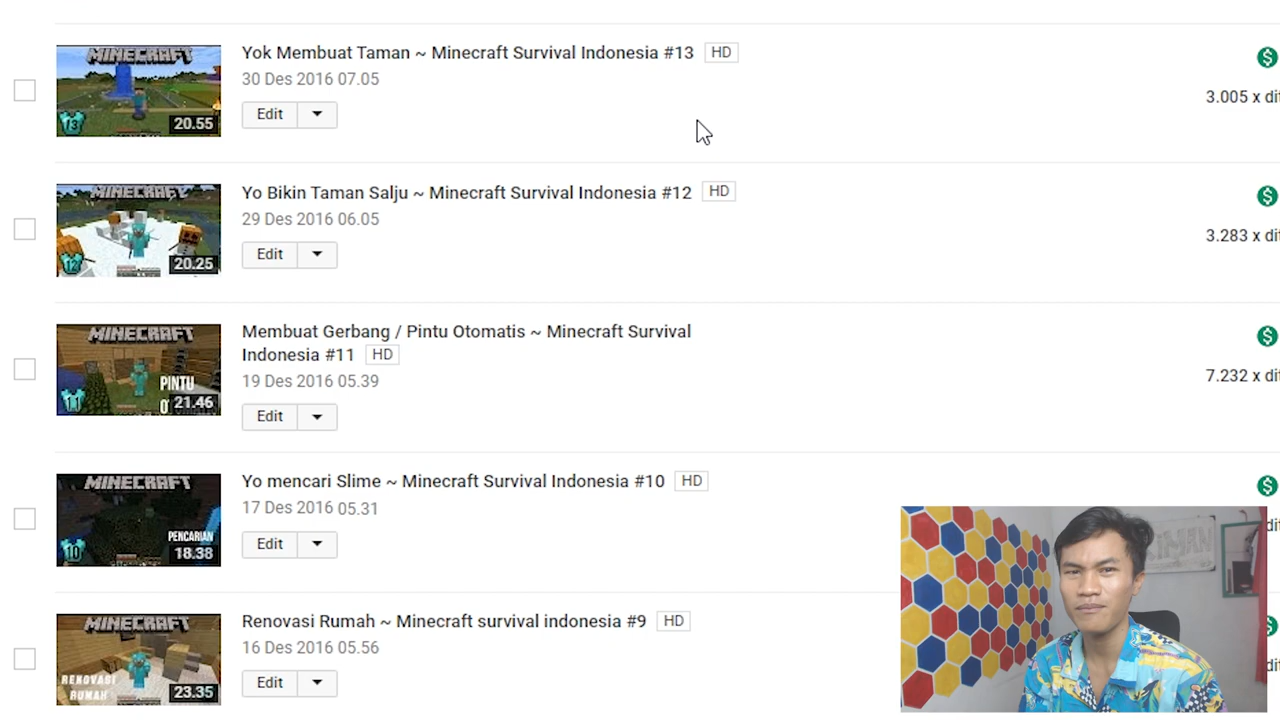 MINECRAFT
13
20.55
Yok Membuat Taman ~ Minecraft Survival Indonesia #13 HD
30 Des 2016 07.05
Edit
$
3.005 x di
MINECRAFT
12
20.25
Yo Bikin Taman Salju ~ Minecraft Survival Indonesia #12 HD
29 Des 2016 06.05
Edit
$
3.283 x di
MINECRAFT
PINTU
11
21.46
Membuat Gerbang / Pintu Otomatis ~ Minecraft Survival
Indonesia #11 HD
19 Des 2016 05.39
Edit
$
7.232 x di
MINECRAFT
PENCARIAN
10
18.38
Yo mencari Slime ~ Minecraft Survival Indonesia #10 HD
17 Des 2016 05.31
Edit
$
di
MINECRAFT
RENOVASI
RUMAH
23.35
Renovasi Rumah ~ Minecraft survival indonesia #9 HD
16 Des 2016 05.56
Edit
$
di